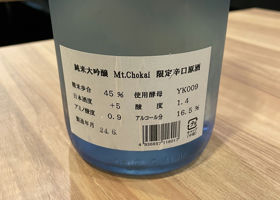 純米大吟醸 Mt.Chokai 限定辛口原酒
精米歩合 45% 使用酵母 YK009
日本酒度 +5 酸度 1.4
アミノ酸度 0.9 アルコール分 16.5%
製造年月 24.6.